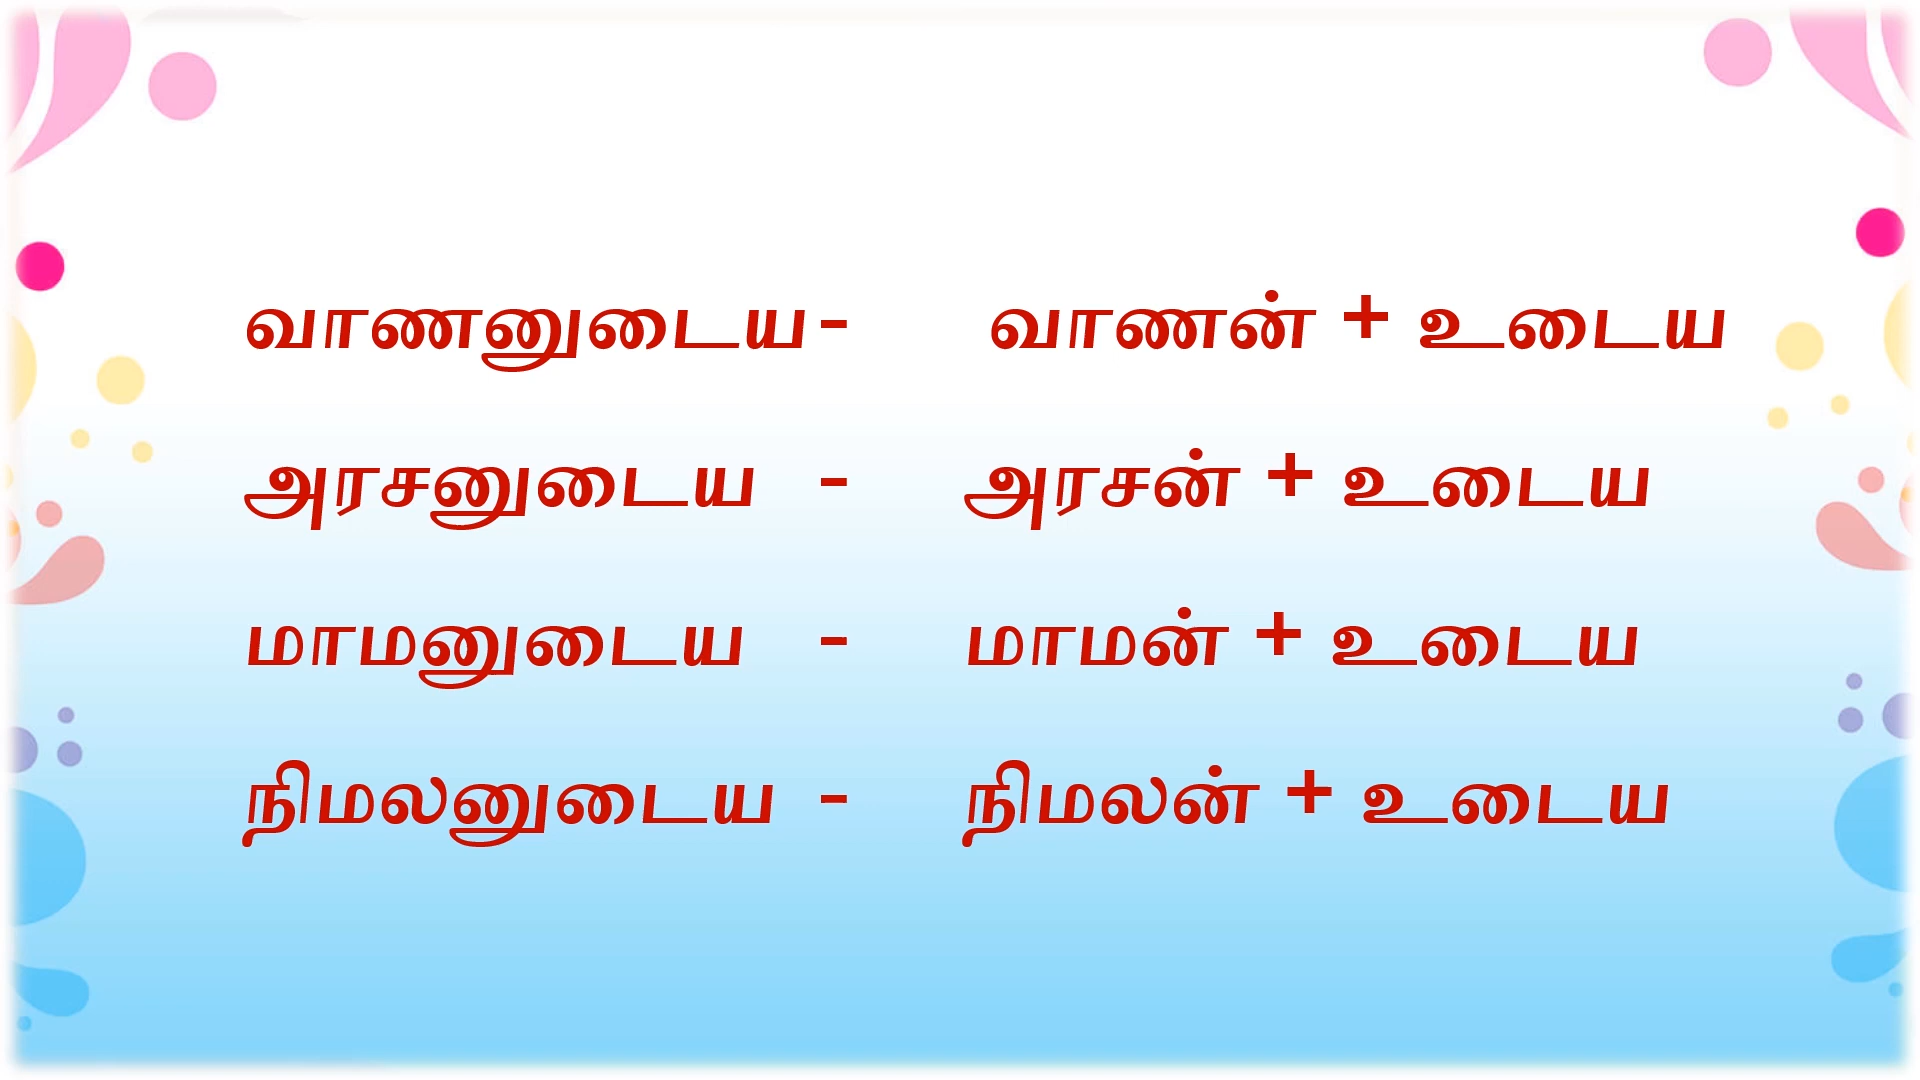 வாணனுடைய - வாணன் + உடைய
அரசனுடைய - அரசன் + உடைய
மாமனுடைய - மாமன் + உடைய
நிமலனுடைய - நிமலன் + உடைய